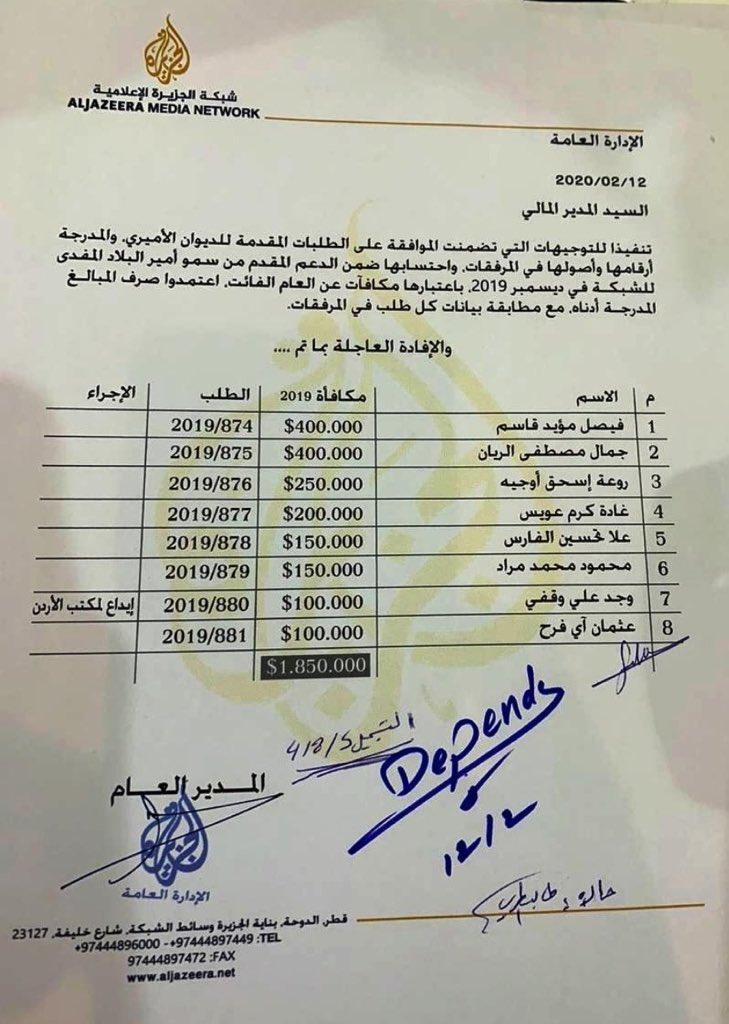 شبكة الجزيرة الإعلامية
ALJAZEERA MEDIA NETWORK
الإدارة العامة
2020/02/12
السيد المدير المالي
تنفيذا للتوجيهات التي تضمنت الموافقة على الطلبات المقدمة للديوان الأميري، والمدرجة
أرقامها وأصولها في المرفقات، واحتسابها ضمن الدعم المقدم من سمو أمير البلاد المفدى
للشبكة في ديسمبر 2019، باعتبارها مكافآت عن العام الفائت، اعتمدوا صرف المبالغ
المدرجة أدناه، مع مطابقة بيانات كل طلب في المرفقات.
والإفادة العاجلة بما تم ....
م الاسم مكافأة 2019 الطلب الإجراء
1 فيصل مؤيد قاسم $400.000 2019/874
2 جمال مصطفى الريان $400.000 2019/875
3 روعة إسحق أوجيه $250.000 2019/876
4 غادة كرم عويس $200.000 2019/877
5 علا تحسين الفارس $150.000 2019/878
6 محمود محمد مراد $150.000 2019/879
7 وجد علي وقفي $100.000 2019/880 إيداع لمكتب الأردن
8 عثمان آي فرح $100.000 2019/881
$1.850.000
418/5
Depends
12/2
المدير العام
الجزيرة
الإدارة العامة
قطر، الدوحة، بناية الجزيرة وسائط الشبكة، شارع خليفة، 23127
+97444896000 -+97444897449 :TEL
97444897472 :FAX
www.aljazeera.net